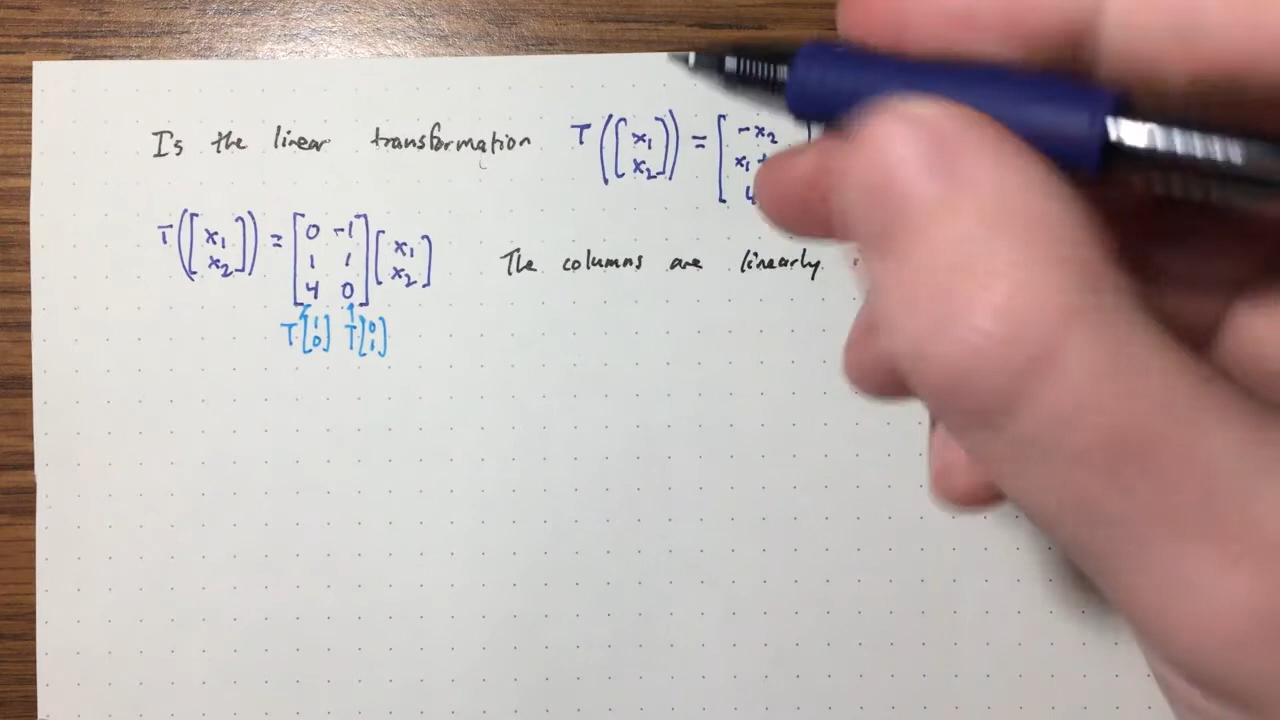 Is the linear transformation T([x₁ x₂]) = [-x₂ x₁ + 4
T([x₁ x₂]) = [0 -1 1 1 4 0][x₁ x₂] The columns are linearly
T[1 0] T[0 1]